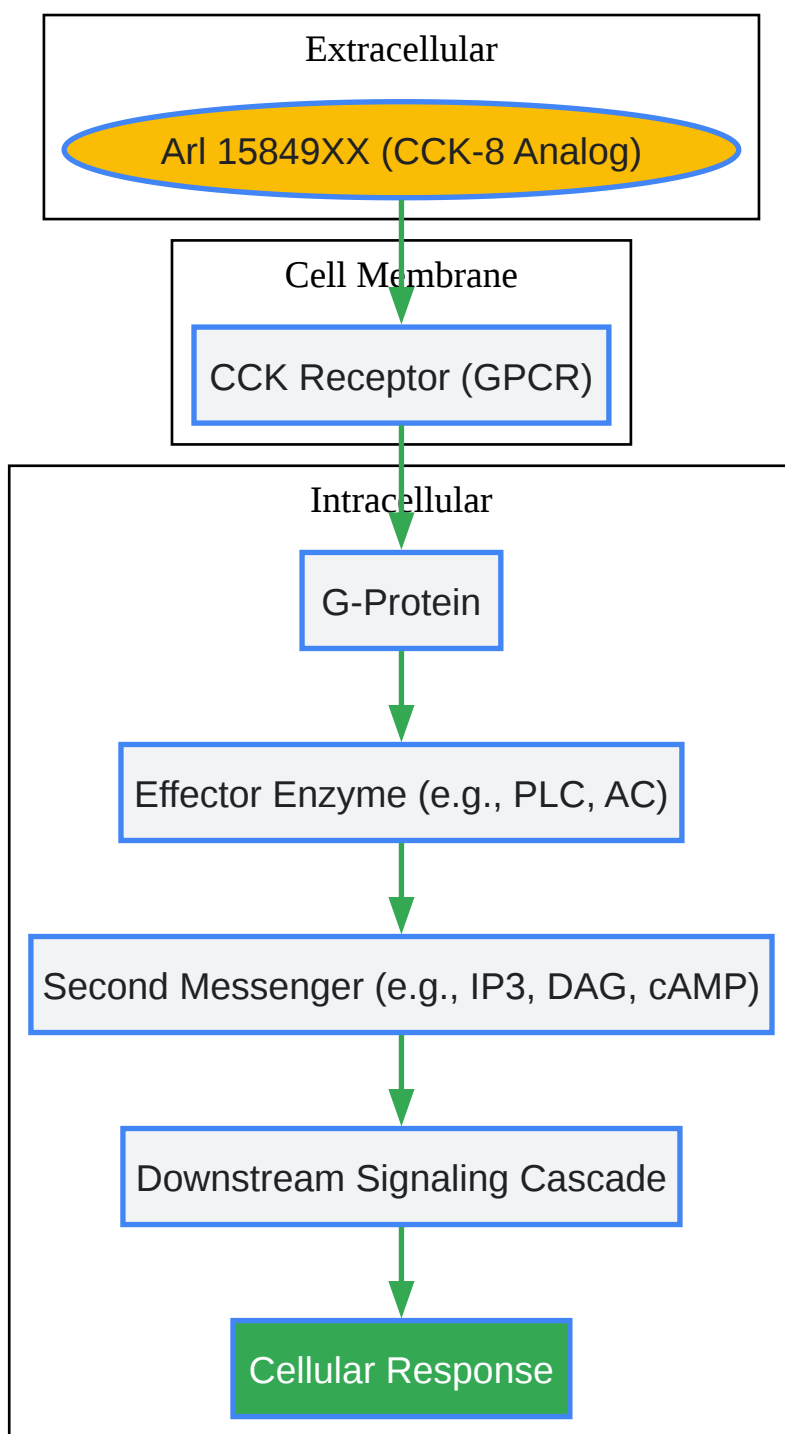 Extracellular
Arl 15849XX (CCK-8 Analog)
Cell Membrane
CCK Receptor (GPCR)
Intracellular
G-Protein
Effector Enzyme (e.g., PLC, AC)
Second Messenger (e.g., IP3, DAG, cAMP)
Downstream Signaling Cascade
Cellular Response